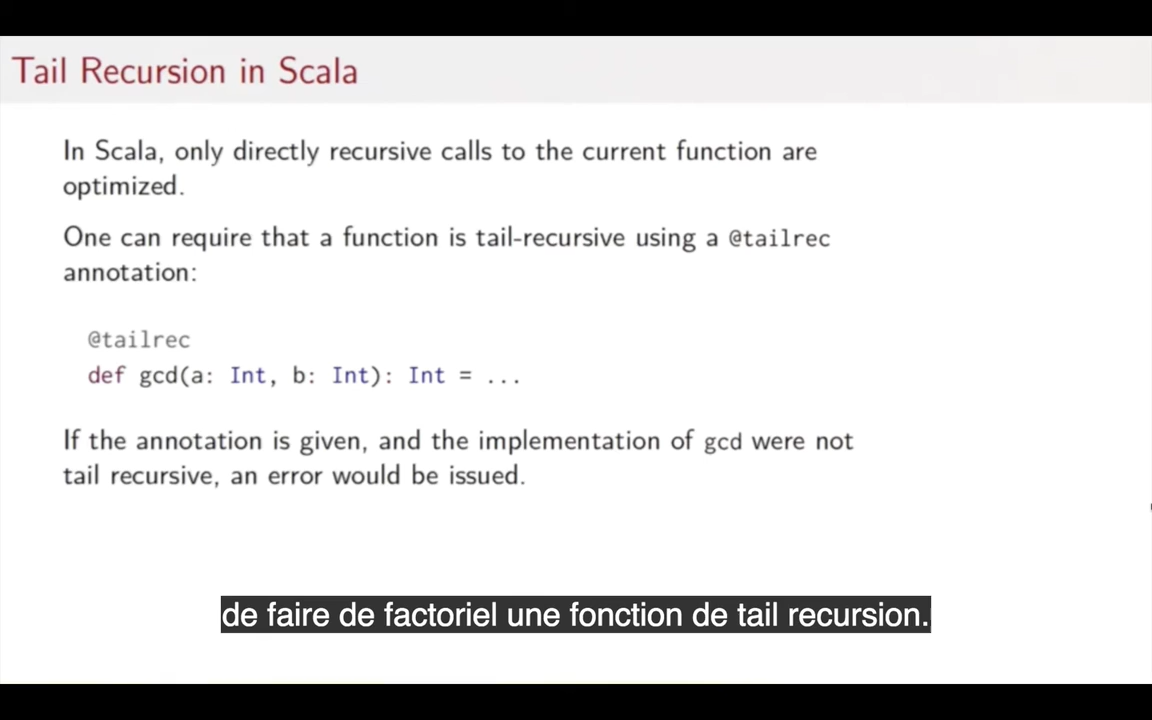 Tail Recursion in Scala
In Scala, only directly recursive calls to the current function are
optimized.
One can require that a function is tail-recursive using a @tailrec
annotation:
@tailrec
def gcd(a: Int, b: Int): Int = ...
If the annotation is given, and the implementation of gcd were not
tail recursive, an error would be issued.
de faire de factoriel une fonction de tail recursion.